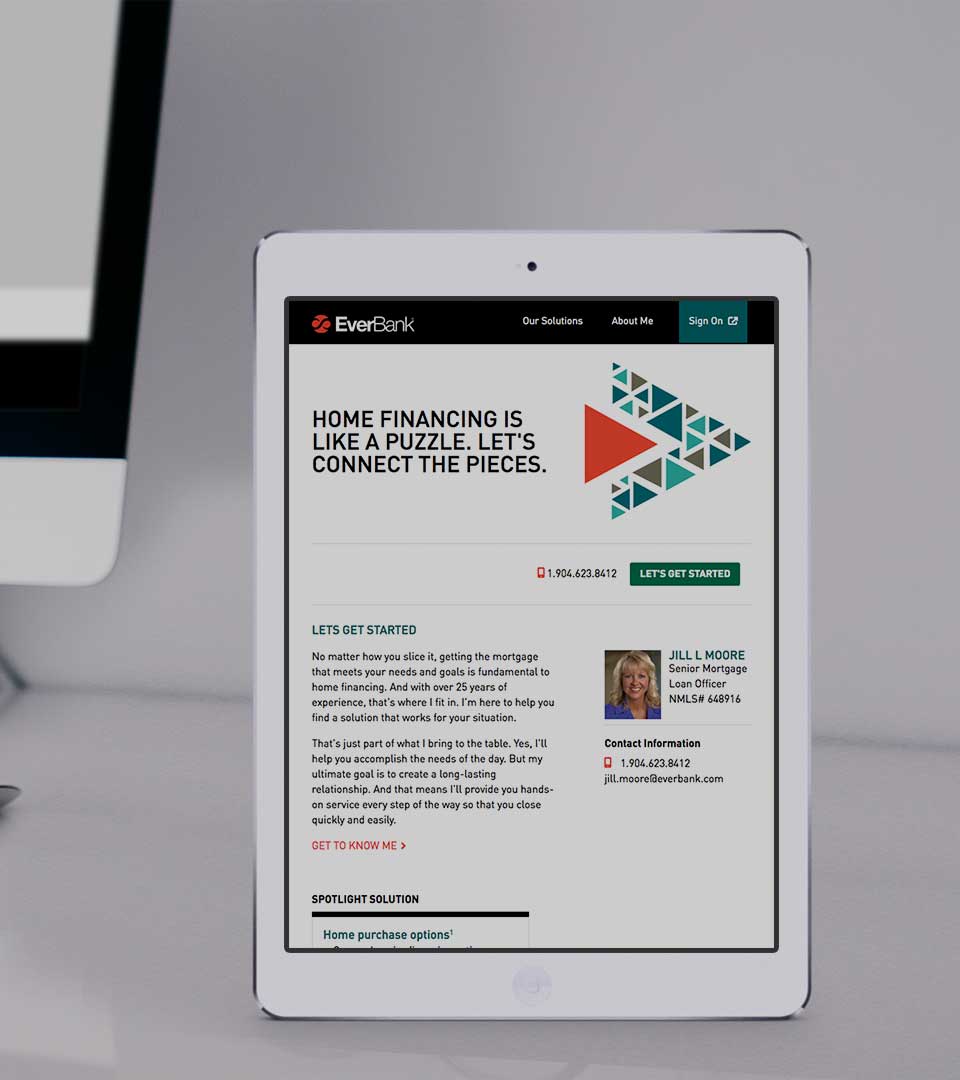 EverBank
Our Solutions
About Me
Sign On
HOME FINANCING IS
LIKE A PUZZLE. LET'S
CONNECT THE PIECES.
1.904.623.8412
LET'S GET STARTED
LETS GET STARTED
No matter how you slice it, getting the mortgage
that meets your needs and goals is fundamental to
home financing. And with over 25 years of
experience, that's where I fit in. I'm here to help you
find a solution that works for your situation.
That's just part of what I bring to the table. Yes, I'll
help you accomplish the needs of the day. But my
ultimate goal is to create a long-lasting
relationship. And that means I'll provide you hands-
on service every step of the way so that you close
quickly and easily.
GET TO KNOW ME >
JILL L MOORE
Senior Mortgage
Loan Officer
NMLS# 648916
Contact Information
1.904.623.8412
jill.moore@everbank.com
SPOTLIGHT SOLUTION
Home purchase options¹